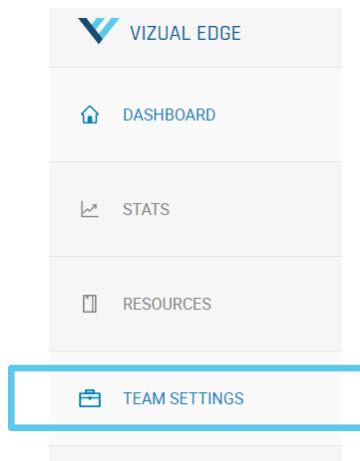 VIZUAL EDGE
DASHBOARD
STATS
RESOURCES
TEAM SETTINGS